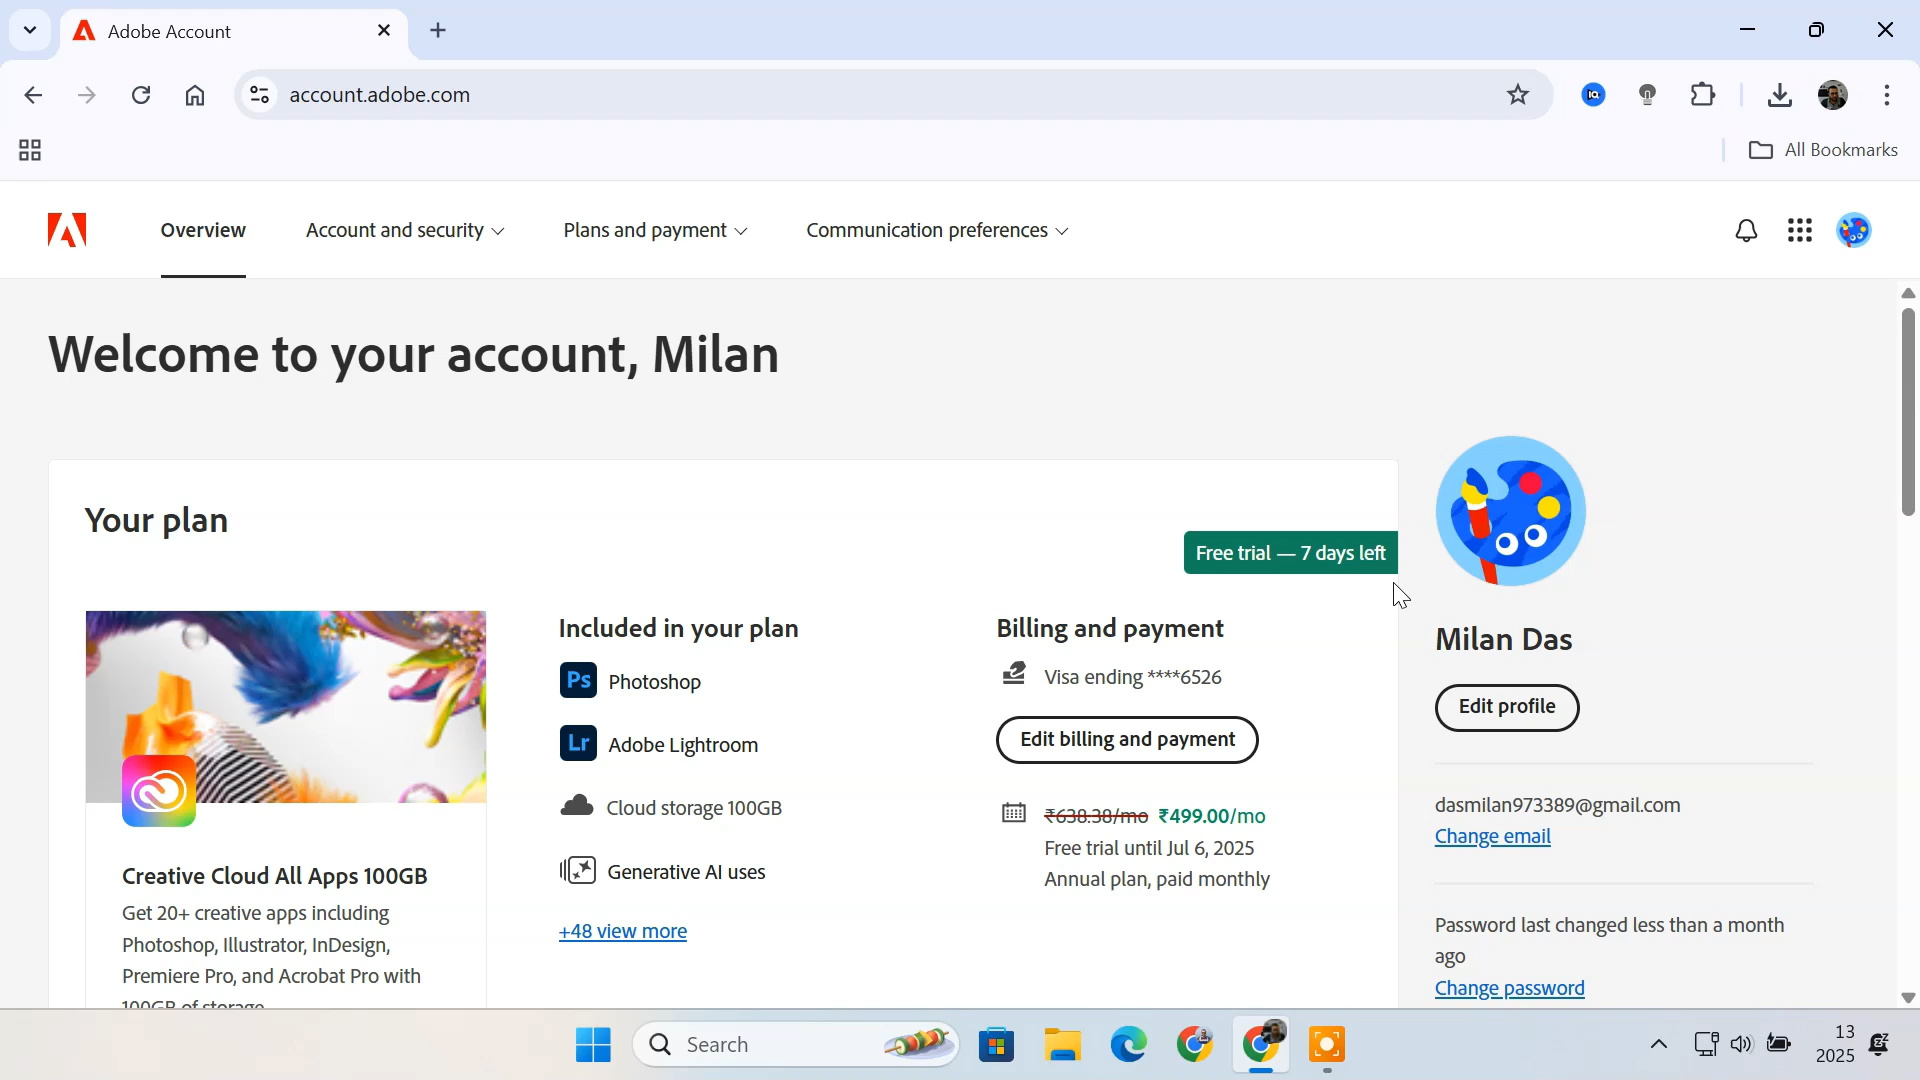 Adobe Account
account.adobe.com
All Bookmarks
Overview
Account and security
Plans and payment
Communication preferences
Welcome to your account, Milan
Your plan
Free trial — 7 days left
Included in your plan
Ps Photoshop
Lr Adobe Lightroom
Cloud storage 100GB
Generative AI uses
+48 view more
Billing and payment
Visa ending ****6526
Edit billing and payment
₹638.38/mo ₹499.00/mo
Free trial until Jul 6, 2025
Annual plan, paid monthly
Creative Cloud All Apps 100GB
Get 20+ creative apps including
Photoshop, Illustrator, InDesign,
Premiere Pro, and Acrobat Pro with
100GB of storage
Milan Das
Edit profile
dasmilan973389@gmail.com
Change email
Password last changed less than a month
ago
Change password
Search
13
2025